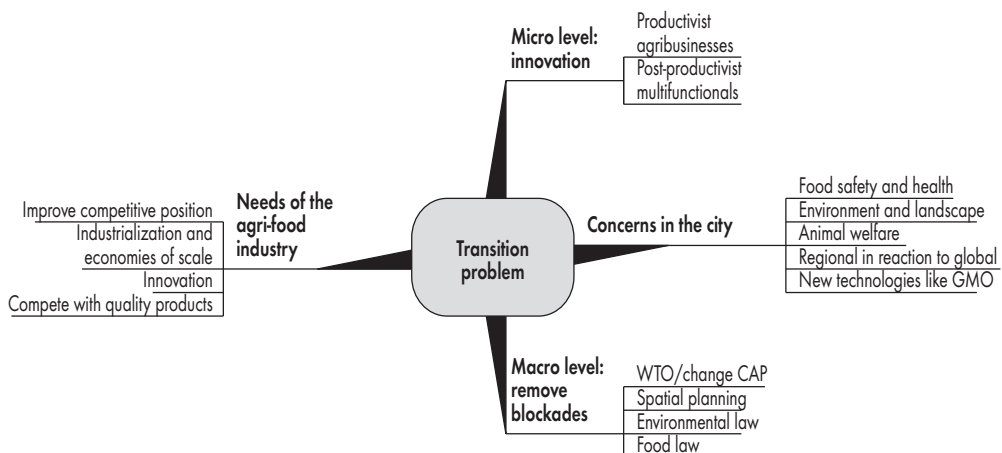 Micro level:
innovation
Productivist
agribusinesses
Post-productivist
multifunctionals
Needs of the
agri-food
industry
Improve competitive position
Industrialization and
economies of scale
Innovation
Compete with quality products
Transition
problem
Concerns in the city
Food safety and health
Environment and landscape
Animal welfare
Regional in reaction to global
New technologies like GMO
Macro level:
remove
blockades
WTO/change CAP
Spatial planning
Environmental law
Food law